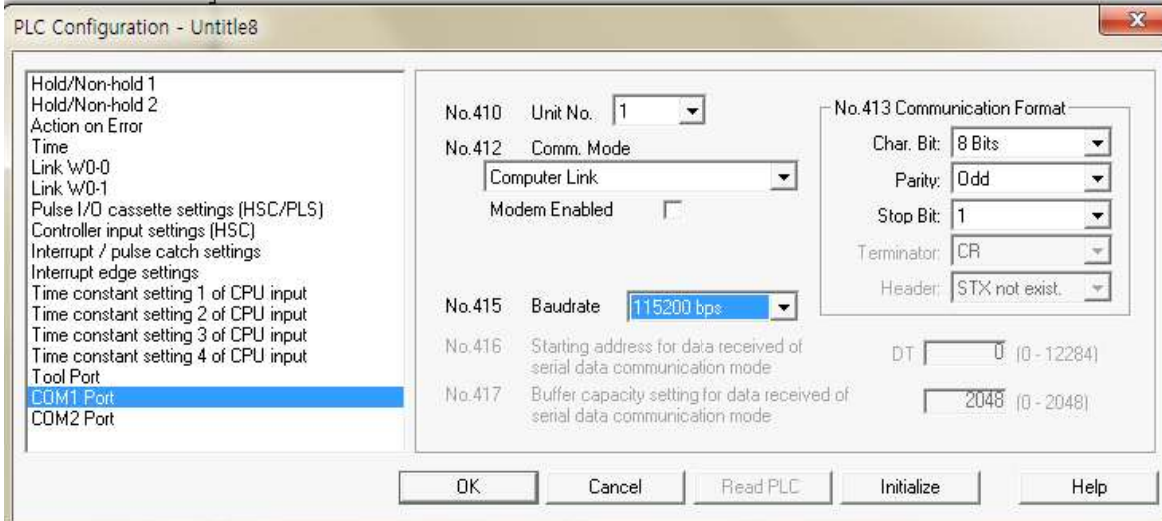 PLC Configuration - Untitle8
Hold/Non-hold 1
Hold/Non-hold 2
Action on Error
Time
Link W0-0
Link W0-1
Pulse I/O cassette settings (HSC/PLS)
Controller input settings (HSC)
Interrupt / pulse catch settings
Interrupt edge settings
Time constant setting 1 of CPU input
Time constant setting 2 of CPU input
Time constant setting 3 of CPU input
Time constant setting 4 of CPU input
Tool Port
COM1 Port
COM2 Port
No.410 Unit No. 1
No.412 Comm. Mode
Computer Link
Modem Enabled
No.415 Baudrate 115200 bps
No.416 Starting address for data received of
serial data communication mode
DT 0 (0 - 12284)
No.417 Buffer capacity setting for data received of
serial data communication mode
2048 (0 - 2048)
No.413 Communication Format
Char. Bit: 8 Bits
Parity: Odd
Stop Bit: 1
Terminator: CR
Header: STX not exist.
OK Cancel Read PLC Initialize Help